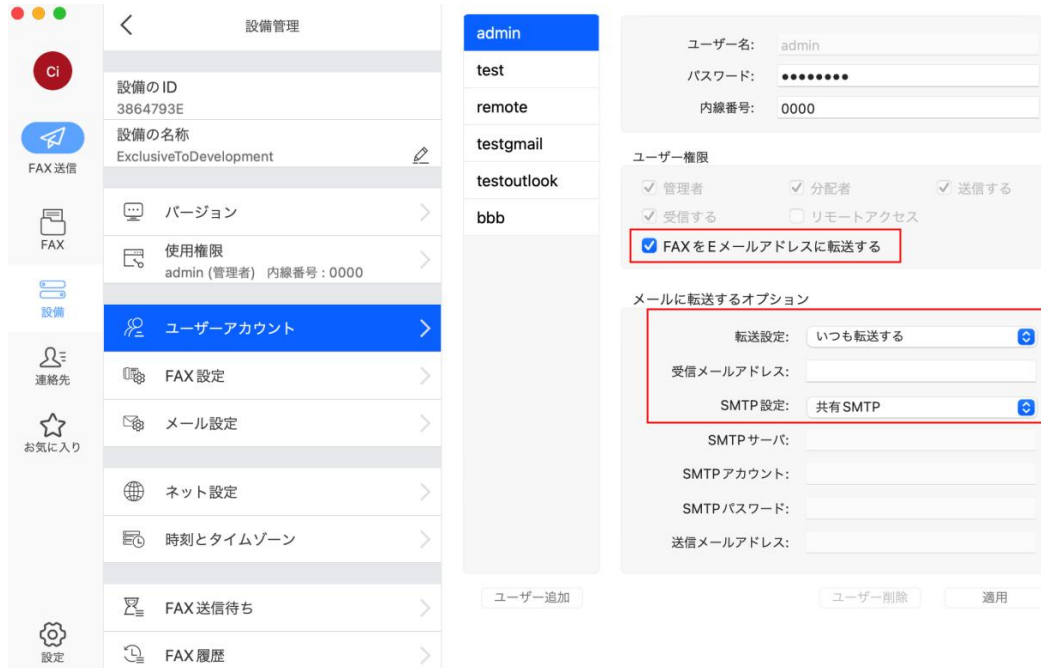 Ci
FAX送信
FAX
設備
連絡先
お気に入り
設定
設備管理
設備のID
3864793E
設備の名称
ExclusiveToDevelopment
バージョン
使用権限
admin (管理者) 内線番号 : 0000
ユーザーアカウント
FAX設定
メール設定
ネット設定
時刻とタイムゾーン
FAX送信待ち
FAX履歴
admin
test
remote
testgmail
testoutlook
bbb
ユーザー追加
ユーザー名: admin
パスワード: ●●●●●●●●
内線番号: 0000
ユーザー権限
管理者 分配者 送信する
受信する リモートアクセス
FAXをEメールアドレスに転送する
メールに転送するオプション
転送設定: いつも転送する
受信メールアドレス:
SMTP設定: 共有SMTP
SMTPサーバ:
SMTPアカウント:
SMTPパスワード:
送信メールアドレス:
ユーザー削除 適用